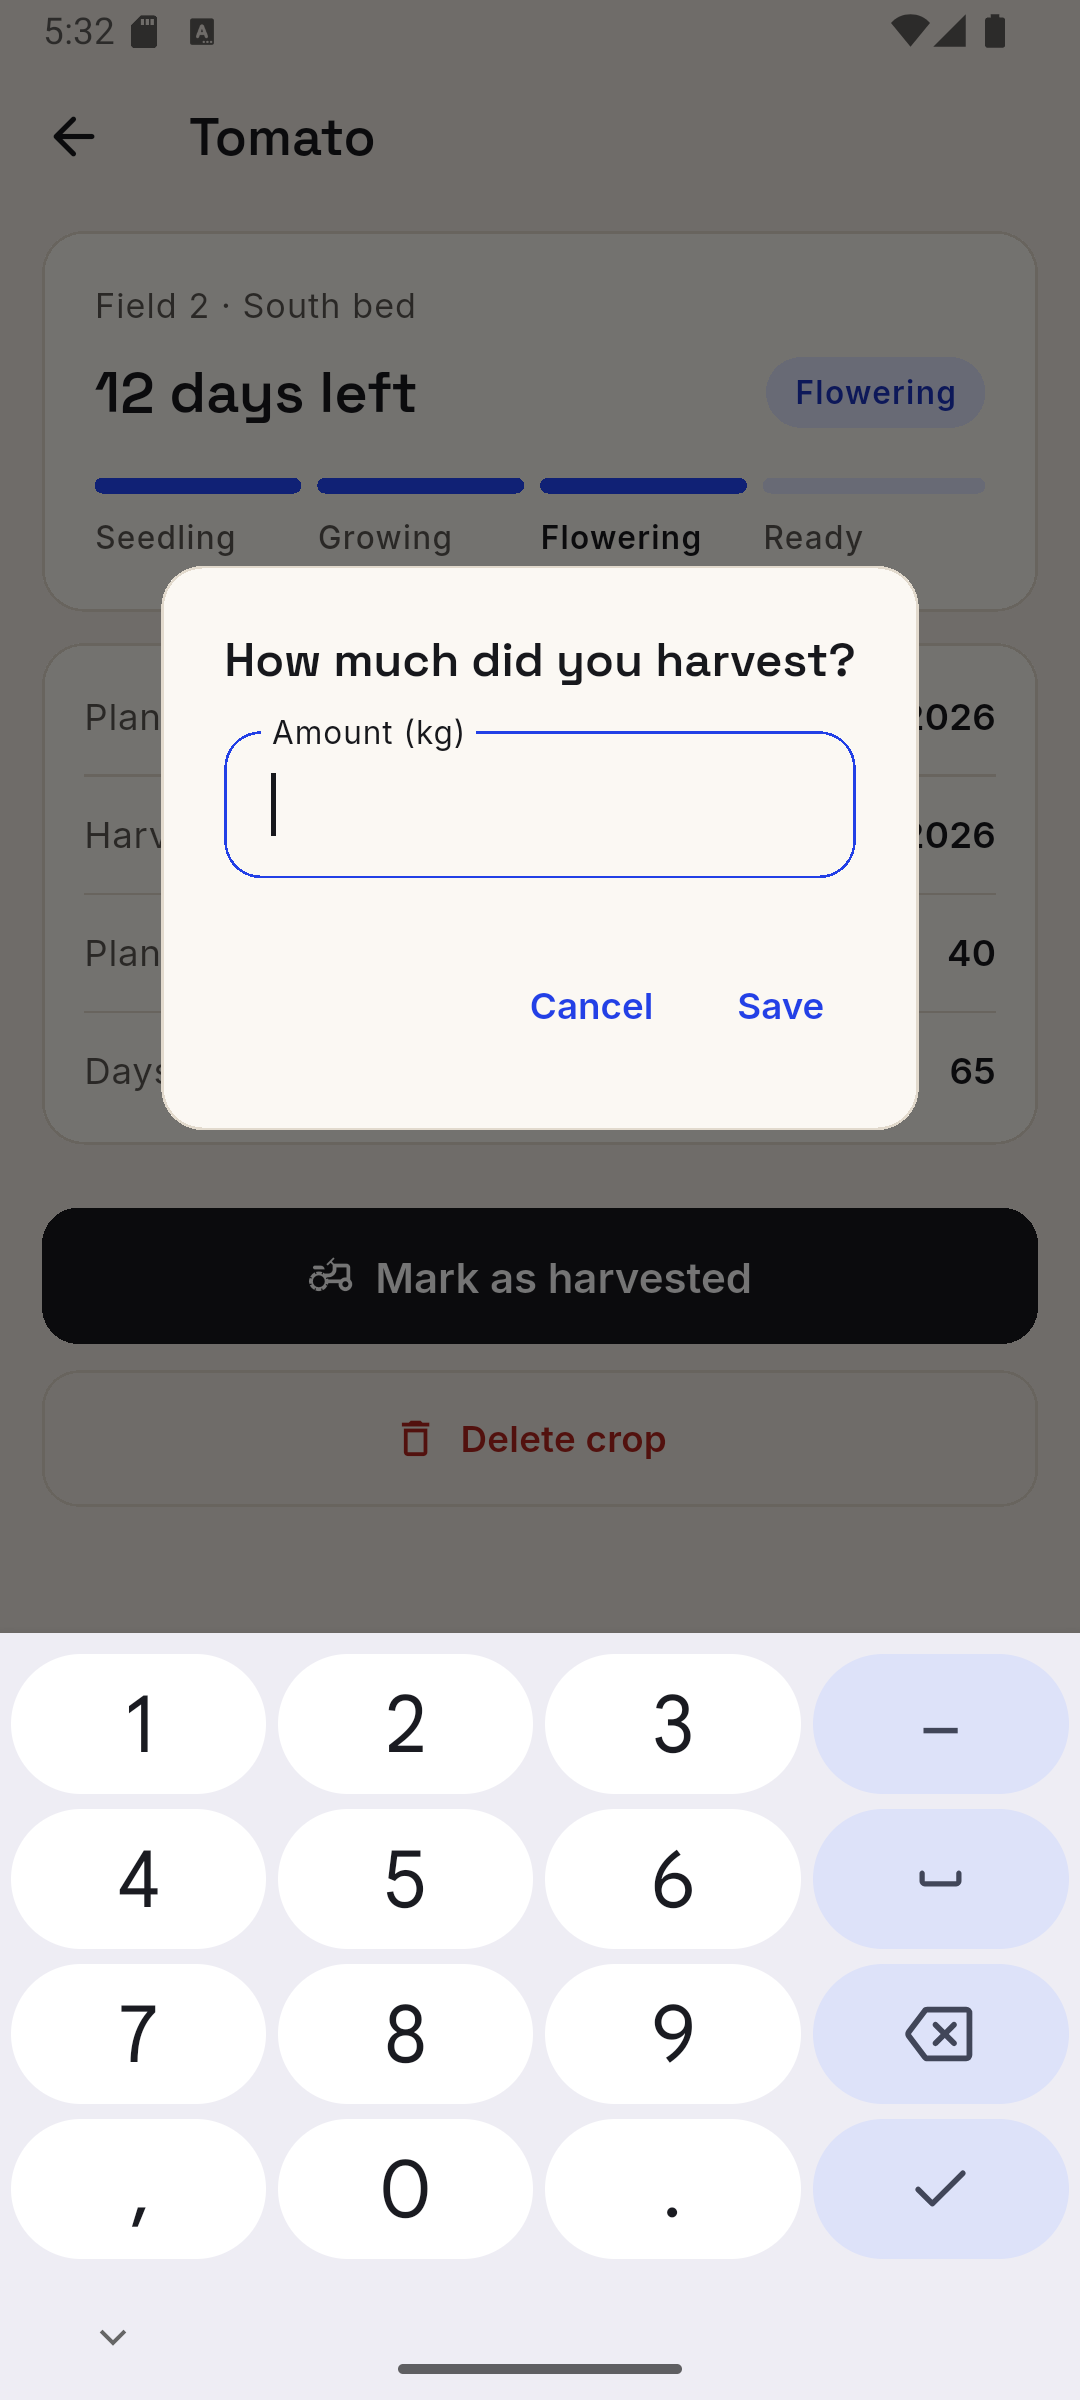 5:32
Tomato
Field 2 · South bed
12 days left
Flowering
Seedling
Growing
Flowering
Ready
How much did you harvest?
Amount (kg)
Cancel
Save
40
65
Mark as harvested
Delete crop
1
2
3
–
4
5
6
7
8
9
,
0
.